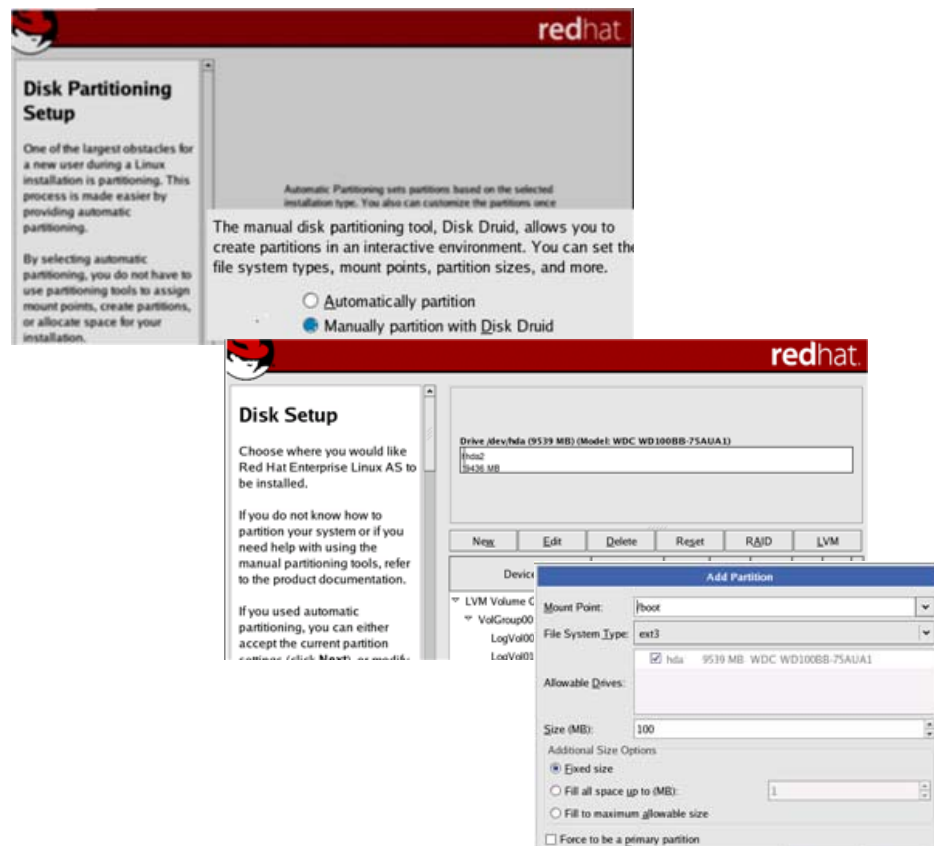 redhat.
Disk Partitioning
Setup
One of the largest obstacles for
a new user during a Linux
installation is partitioning. This
process is made easier by
providing automatic
partitioning.
By selecting automatic
partitioning, you do not have to
use partitioning tools to assign
mount points, create partitions,
or allocate space for your
installation.
Automatic Partitioning sets partitions based on the selected
installation type. You also can customize the partitions once
The manual disk partitioning tool, Disk Druid, allows you to
create partitions in an interactive environment. You can set the
file system types, mount points, partition sizes, and more.
Automatically partition
Manually partition with Disk Druid
redhat.
Disk Setup
Choose where you would like
Red Hat Enterprise Linux AS to
be installed.
If you do not know how to
partition your system or if you
need help with using the
manual partitioning tools, refer
to the product documentation.
If you used automatic
partitioning, you can either
accept the current partition
settings (click Next), or modify
Drive /dev/hda (9539 MB) (Model: WDC WD100BB-75AUA1)
hda2
9436 MB
New Edit Delete Reset RAID LVM
Device
LVM Volume G
VolGroup00
LogVol00
LogVol01
Add Partition
Mount Point: /boot
File System Type: ext3
Allowable Drives: hda 9539 MB WDC WD100BB-75AUA1
Size (MB): 100
Additional Size Options
Fixed size
Fill all space up to (MB): 1
Fill to maximum allowable size
Force to be a primary partition